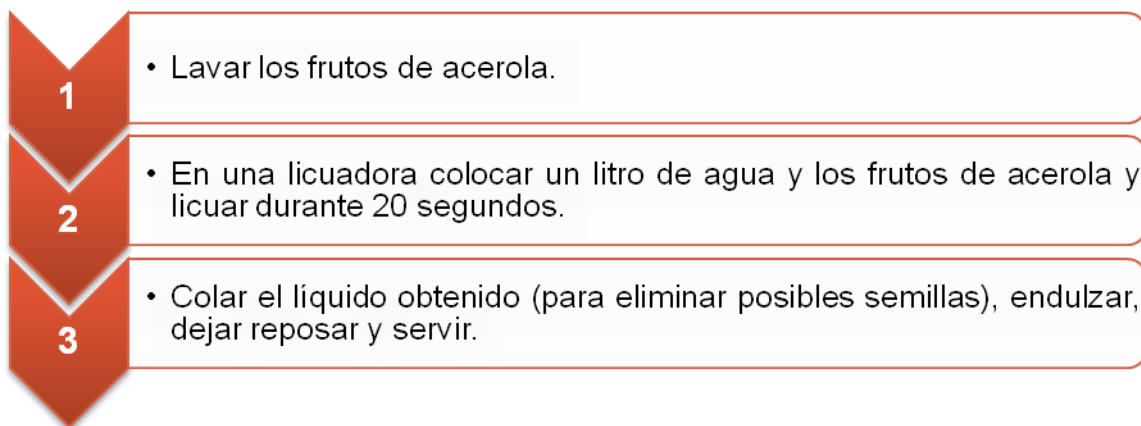 1
• Lavar los frutos de acerola.
2
• En una licuadora colocar un litro de agua y los frutos de acerola y
licuar durante 20 segundos.
3
• Colar el líquido obtenido (para eliminar posibles semillas), endulzar,
dejar reposar y servir.